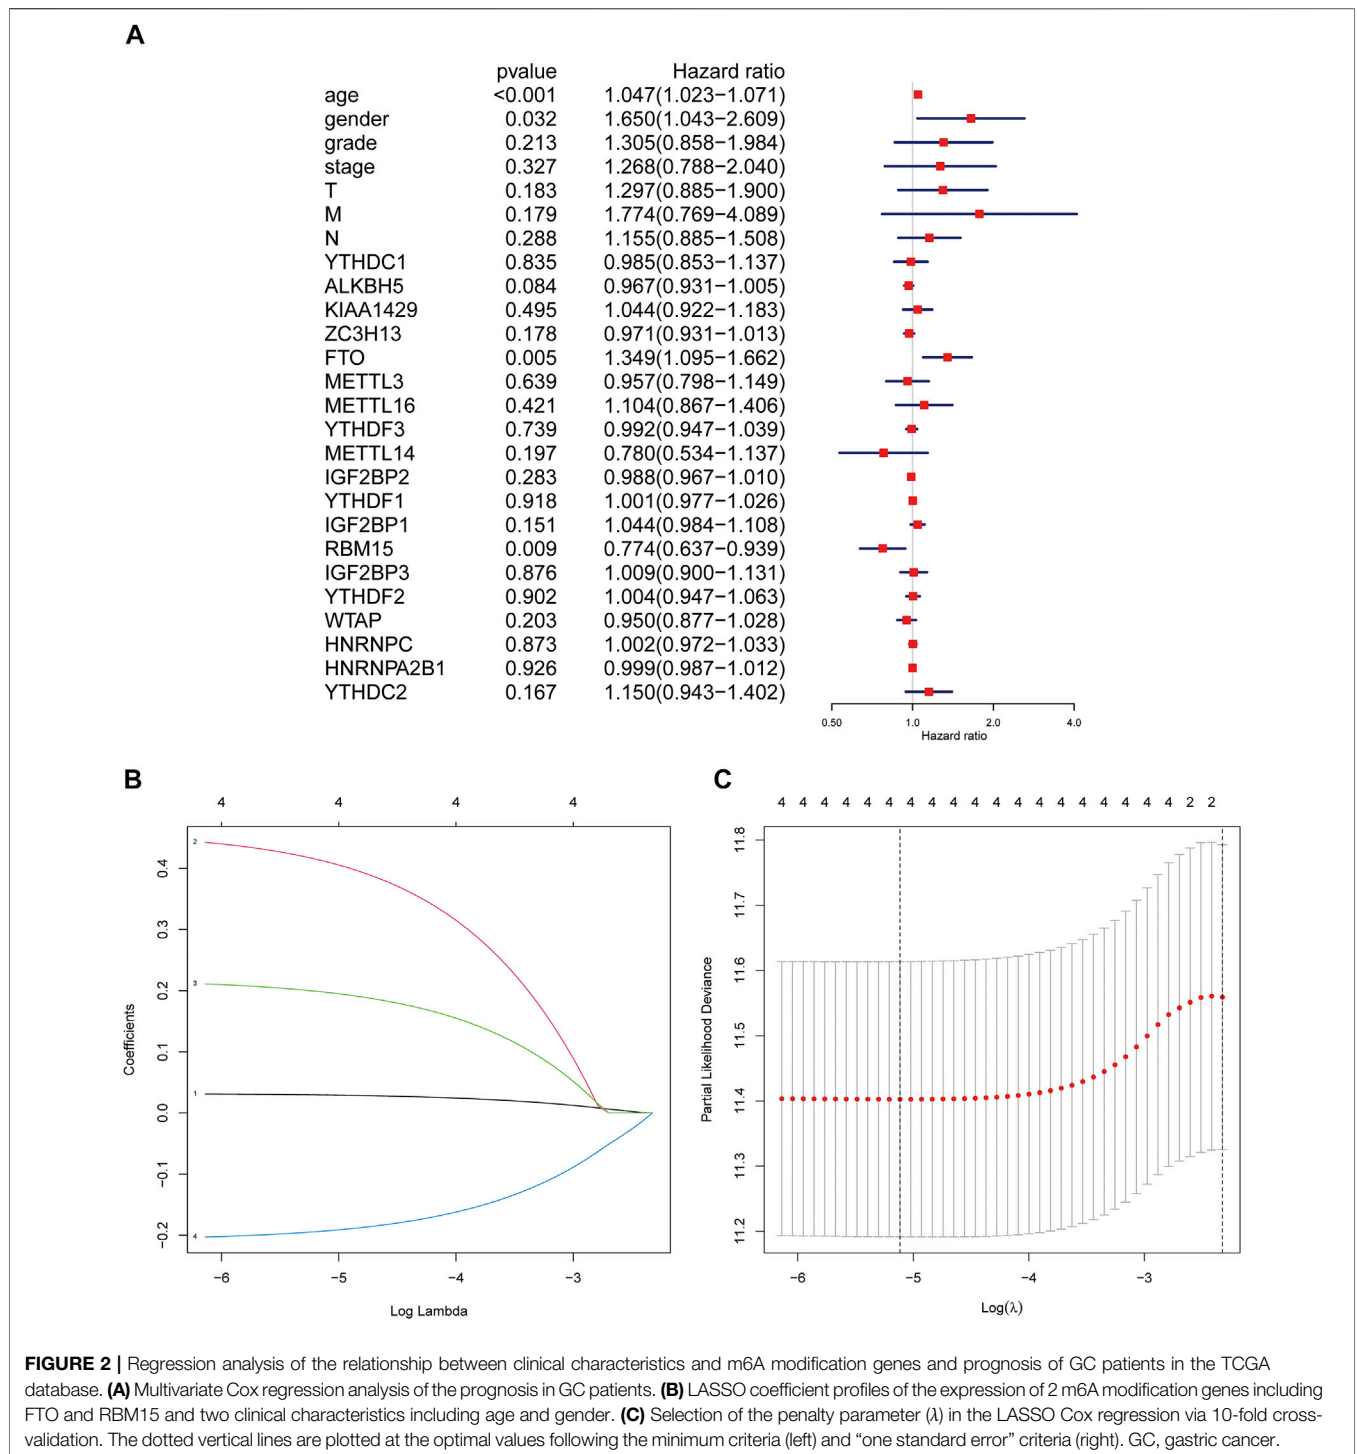 A
pvalue Hazard ratio
age <0.001 1.047(1.023−1.071)
gender 0.032 1.650(1.043−2.609)
grade 0.213 1.305(0.858−1.984)
stage 0.327 1.268(0.788−2.040)
T 0.183 1.297(0.885−1.900)
M 0.179 1.774(0.769−4.089)
N 0.288 1.155(0.885−1.508)
YTHDC1 0.835 0.985(0.853−1.137)
ALKBH5 0.084 0.967(0.931−1.005)
KIAA1429 0.495 1.044(0.922−1.183)
ZC3H13 0.178 0.971(0.931−1.013)
FTO 0.005 1.349(1.095−1.662)
METTL3 0.639 0.957(0.798−1.149)
METTL16 0.421 1.104(0.867−1.406)
YTHDF3 0.739 0.992(0.947−1.039)
METTL14 0.197 0.780(0.534−1.137)
IGF2BP2 0.283 0.988(0.967−1.010)
YTHDF1 0.918 1.001(0.977−1.026)
IGF2BP1 0.151 1.044(0.984−1.108)
RBM15 0.009 0.774(0.637−0.939)
IGF2BP3 0.876 1.009(0.900−1.131)
YTHDF2 0.902 1.004(0.947−1.063)
WTAP 0.203 0.950(0.877−1.028)
HNRNPC 0.873 1.002(0.972−1.033)
HNRNPA2B1 0.926 0.999(0.987−1.012)
YTHDC2 0.167 1.150(0.943−1.402)
0.50 1.0 2.0 4.0
Hazard ratio
B
4 4 4 4
0.4
0.3
0.2
0.1
0.0
−0.1
−0.2
Coefficients
2
3
1
4
−6 −5 −4 −3
Log Lambda
C
4 4 4 4 4 4 4 4 4 4 4 4 4 4 4 4 4 4 4 2 2
11.8
11.7
11.6
11.5
11.4
11.3
11.2
Partial Likelihood Deviance
−6 −5 −4 −3
Log(λ)
FIGURE 2 | Regression analysis of the relationship between clinical characteristics and m6A modification genes and prognosis of GC patients in the TCGA
database. (A) Multivariate Cox regression analysis of the prognosis in GC patients. (B) LASSO coefficient profiles of the expression of 2 m6A modification genes including
FTO and RBM15 and two clinical characteristics including age and gender. (C) Selection of the penalty parameter (λ) in the LASSO Cox regression via 10-fold cross-
validation. The dotted vertical lines are plotted at the optimal values following the minimum criteria (left) and “one standard error” criteria (right). GC, gastric cancer.